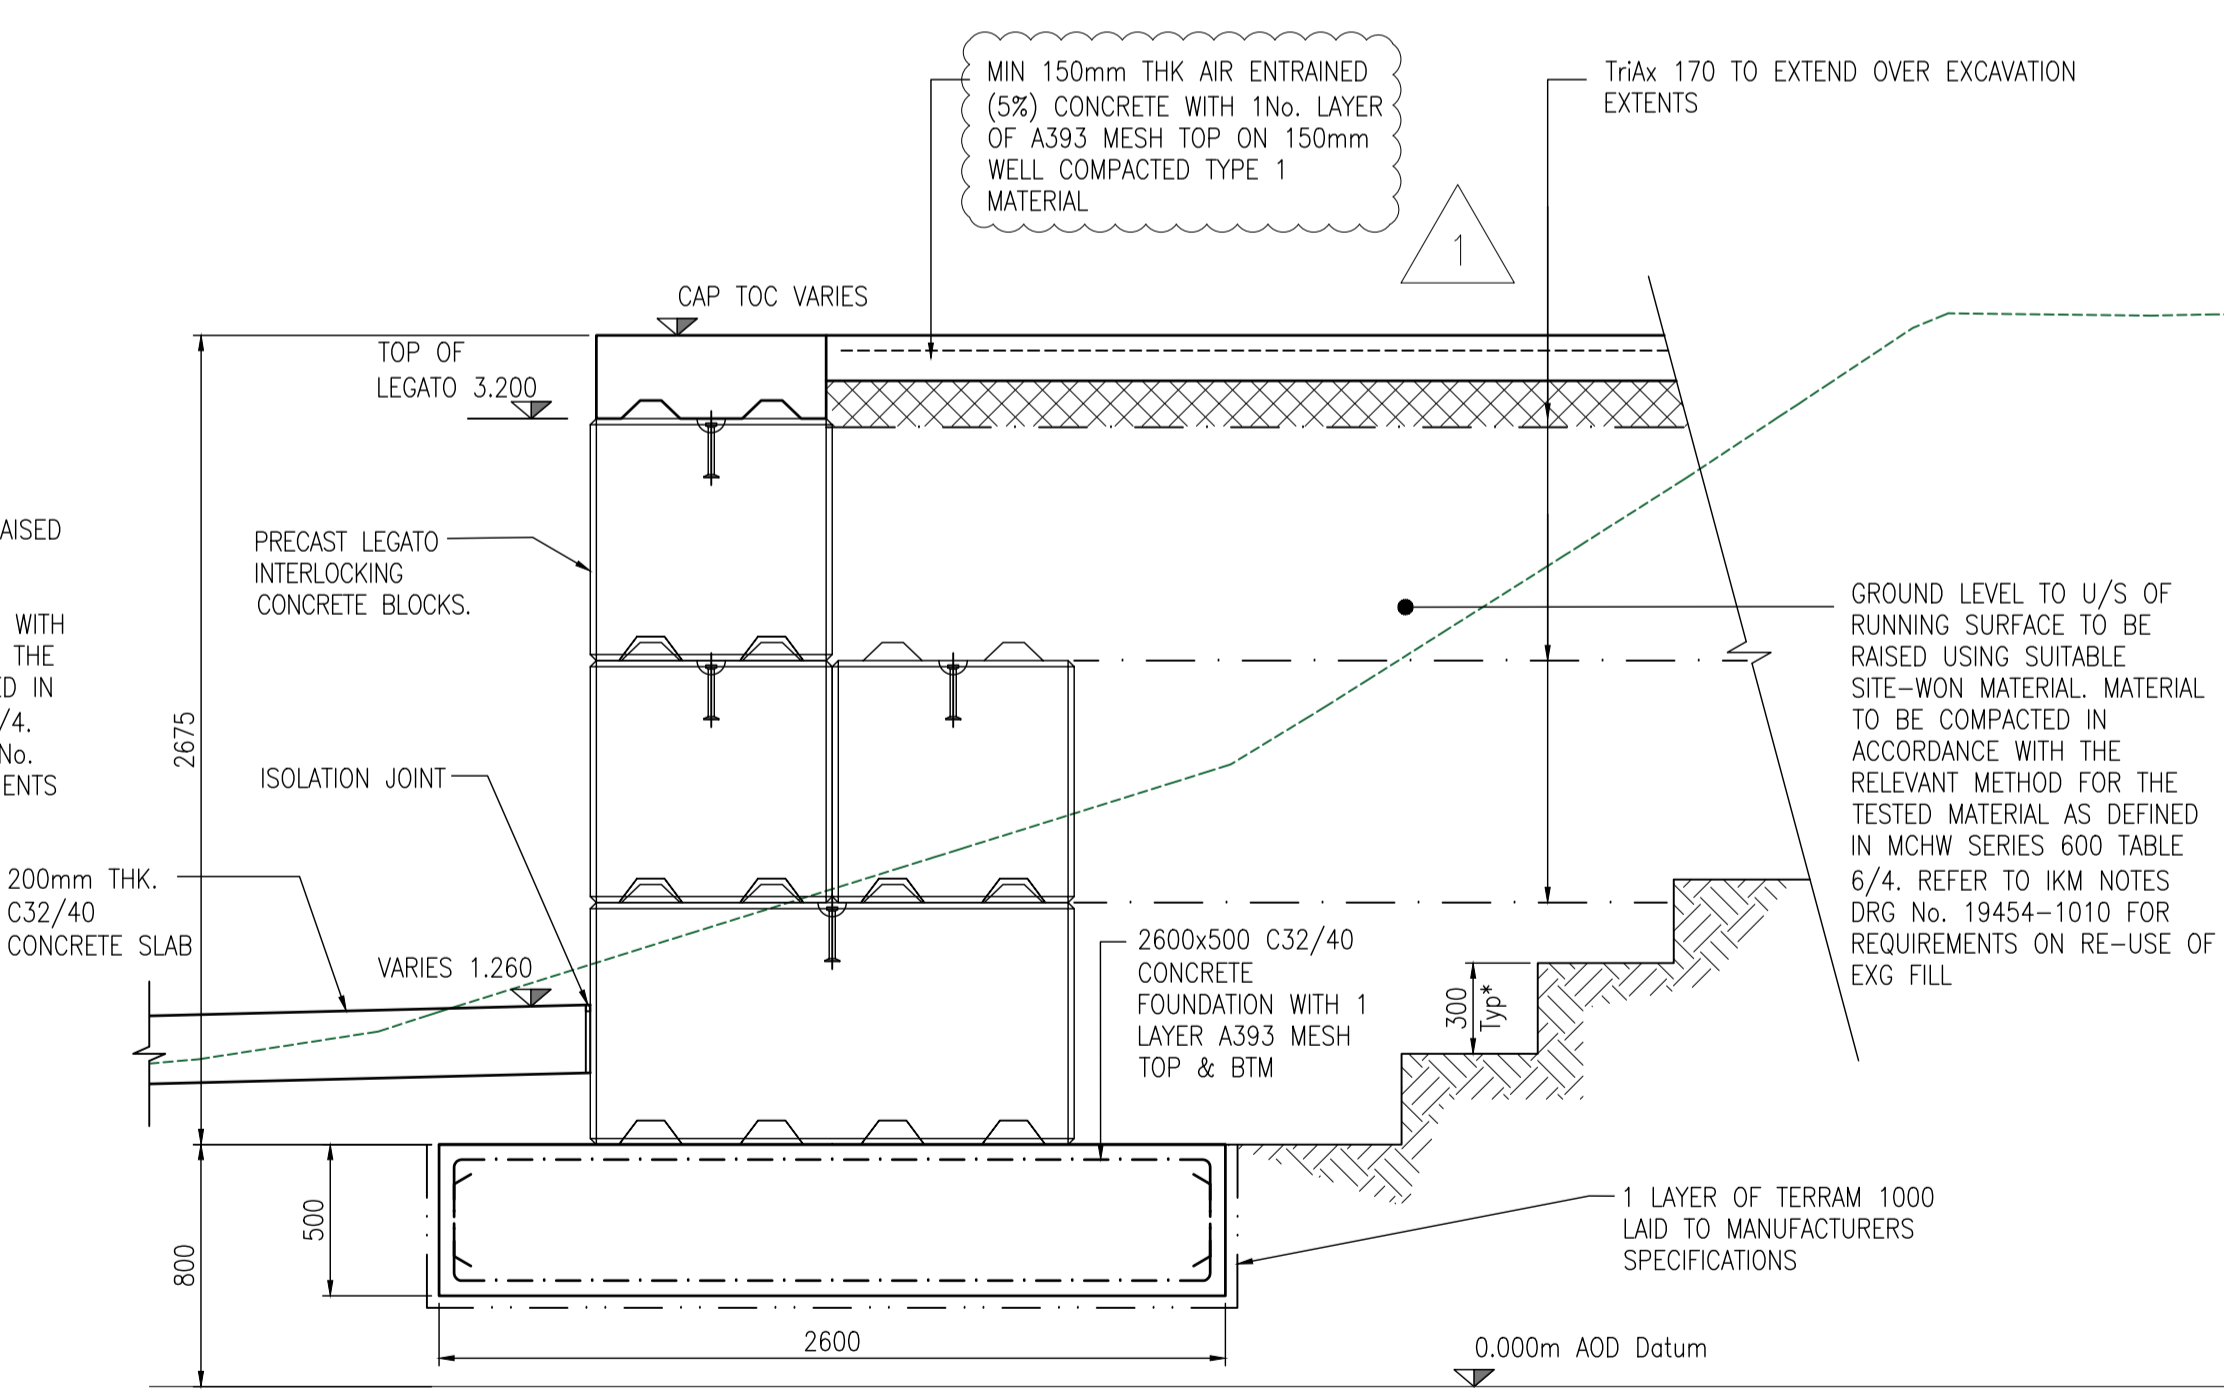 MIN 150mm THK AIR ENTRAINED
(5%) CONCRETE WITH 1No. LAYER
OF A393 MESH TOP ON 150mm
WELL COMPACTED TYPE 1
MATERIAL
TriAx 170 TO EXTEND OVER EXCAVATION
EXTENTS
1
CAP TOC VARIES
TOP OF
LEGATO 3.200
AISED
WITH
THE
ED IN
/4.
No.
ENTS
PRECAST LEGATO
INTERLOCKING
CONCRETE BLOCKS.
2675
ISOLATION JOINT
200mm THK.
C32/40
CONCRETE SLAB
VARIES 1.260
GROUND LEVEL TO U/S OF
RUNNING SURFACE TO BE
RAISED USING SUITABLE
SITE-WON MATERIAL. MATERIAL
TO BE COMPACTED IN
ACCORDANCE WITH THE
RELEVANT METHOD FOR THE
TESTED MATERIAL AS DEFINED
IN MCHW SERIES 600 TABLE
6/4. REFER TO IKM NOTES
DRG No. 19454-1010 FOR
REQUIREMENTS ON RE-USE OF
EXG FILL
2600x500 C32/40
CONCRETE
FOUNDATION WITH 1
LAYER A393 MESH
TOP & BTM
300
Typ*
1 LAYER OF TERRAM 1000
LAID TO MANUFACTURERS
SPECIFICATIONS
500
800
2600
0.000m AOD Datum